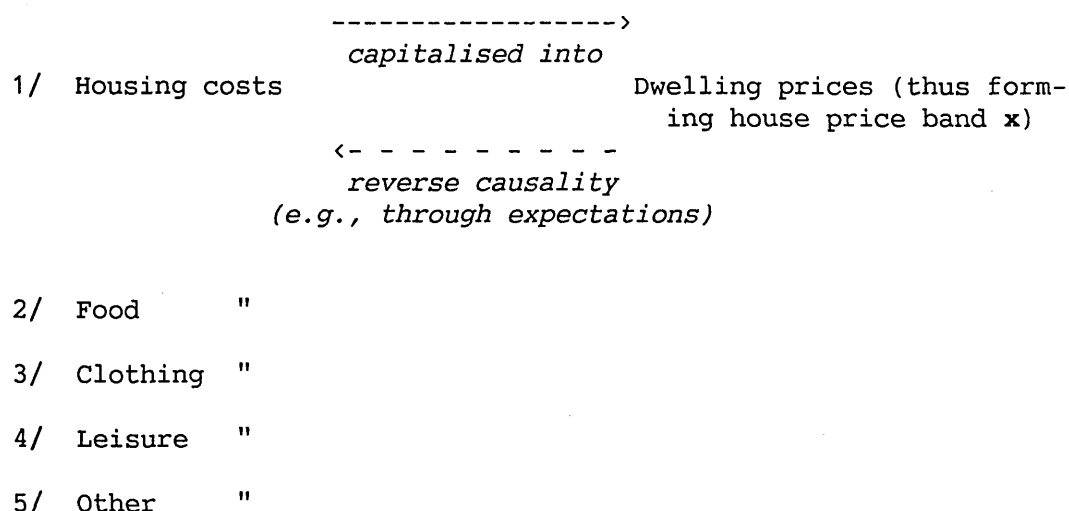 ------------------>
capitalised into
1/ Housing costs Dwelling prices (thus form-
ing house price band x)
<- - - - - - - - -
reverse causality
(e.g., through expectations)
2/ Food "
3/ Clothing "
4/ Leisure "
5/ Other "